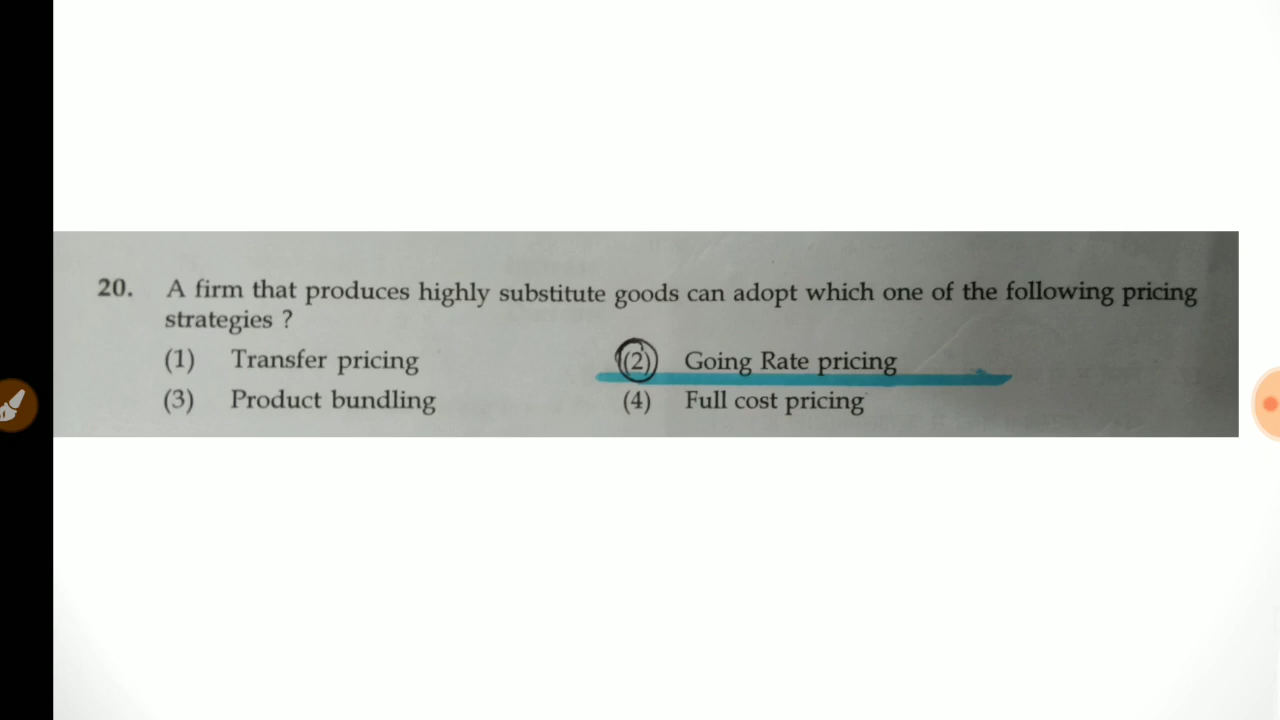 20. A firm that produces highly substitute goods can adopt which one of the following pricing
strategies ?
(1) Transfer pricing (2) Going Rate pricing
(3) Product bundling (4) Full cost pricing